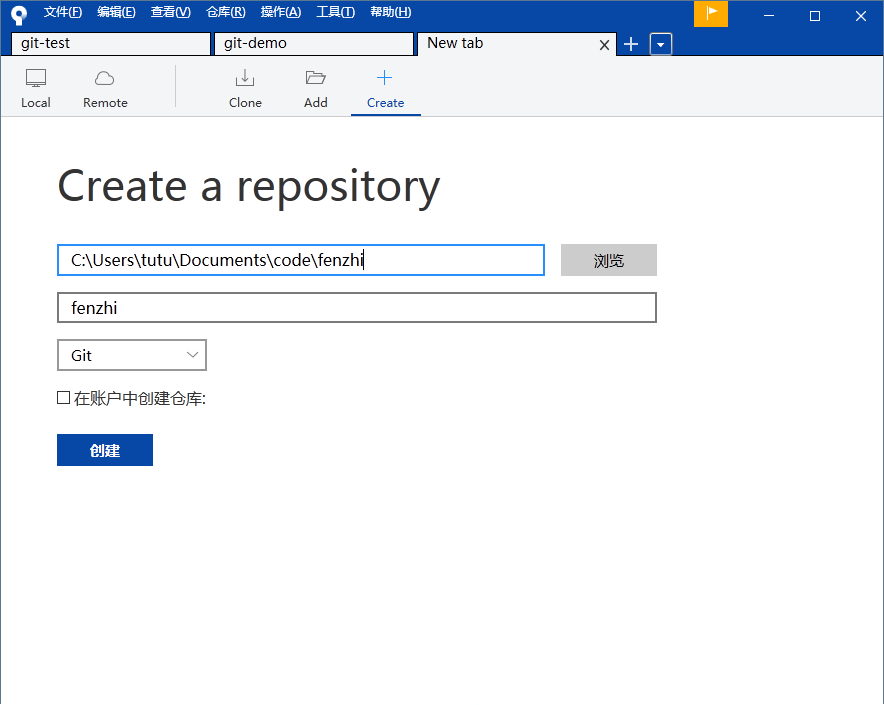 文件(F) 编辑(E) 查看(V) 仓库(R) 操作(A) 工具(T) 帮助(H)
git-test git-demo New tab
Local Remote Clone Add Create
Create a repository
C:\Users\tutu\Documents\code\fenzhi 浏览
fenzhi
Git
在账户中创建仓库:
创建